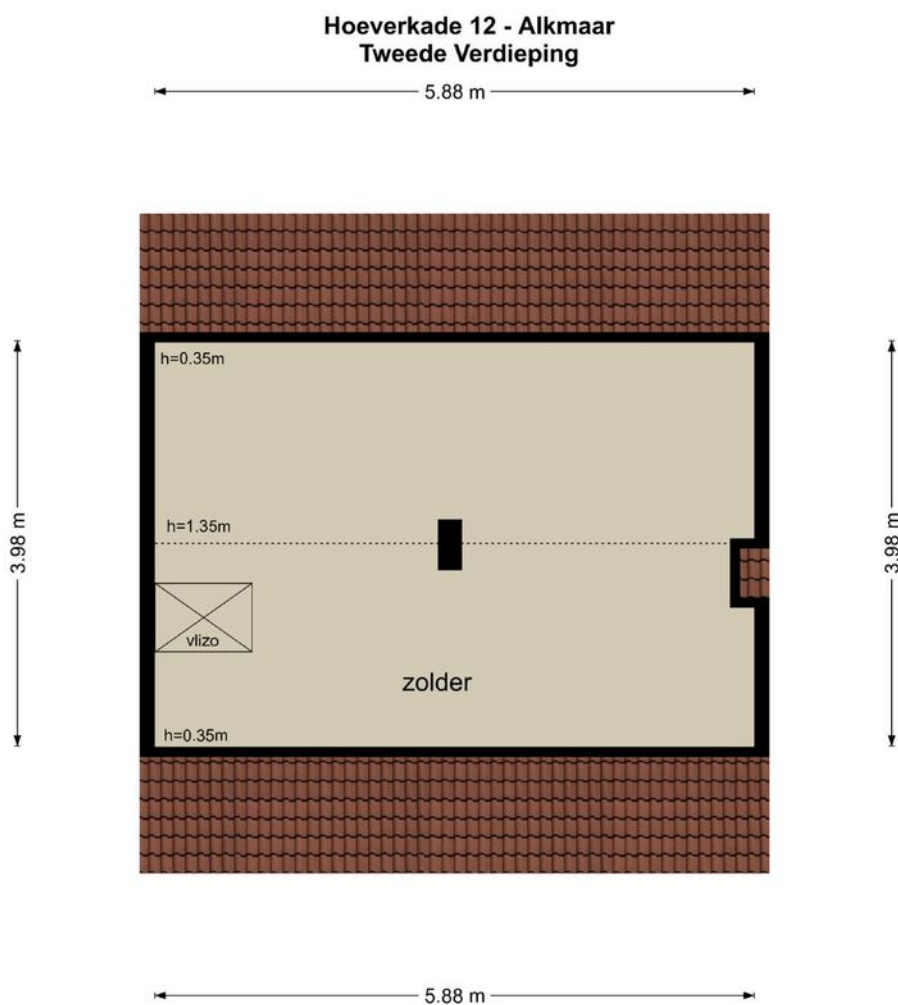 Hoeverkade 12 - Alkmaar
Tweede Verdieping
5.88 m
h=0.35m
h=1.35m
3.98 m
3.98 m
vlizo
zolder
h=0.35m
5.88 m